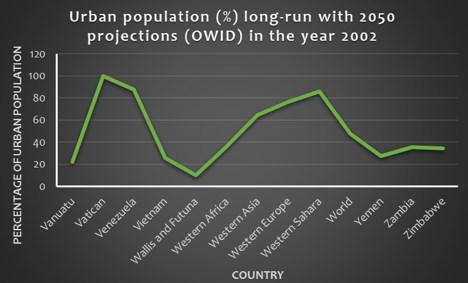 Urban population (%) long-run with 2050
projections (OWID) in the year 2002
PERCENTAGE OF URBAN POPULATION
120
100
80
60
40
20
0
Vanuatu
Vatican
Venezuela
Vietnam
Wallis and Futuna
Western Africa
Western Asia
Western Europe
Western Sahara
World
Yemen
Zambia
Zimbabwe
COUNTRY